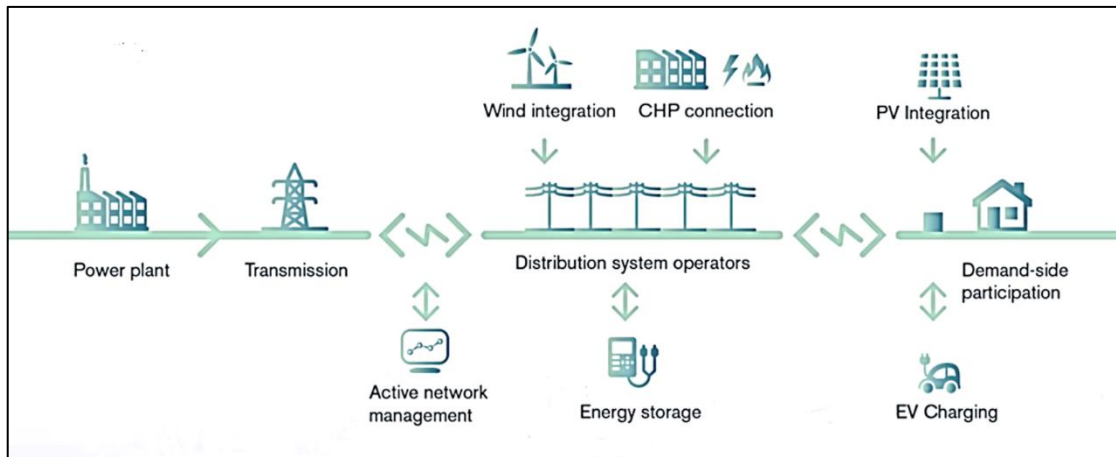 Wind integration
CHP connection
PV Integration
Power plant
Transmission
Distribution system operators
Demand-side
participation
Active network
management
Energy storage
EV Charging